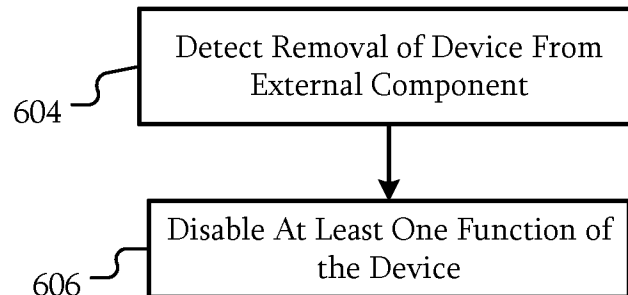 Detect Removal of Device From
External Component
604
Disable At Least One Function of
the Device
606